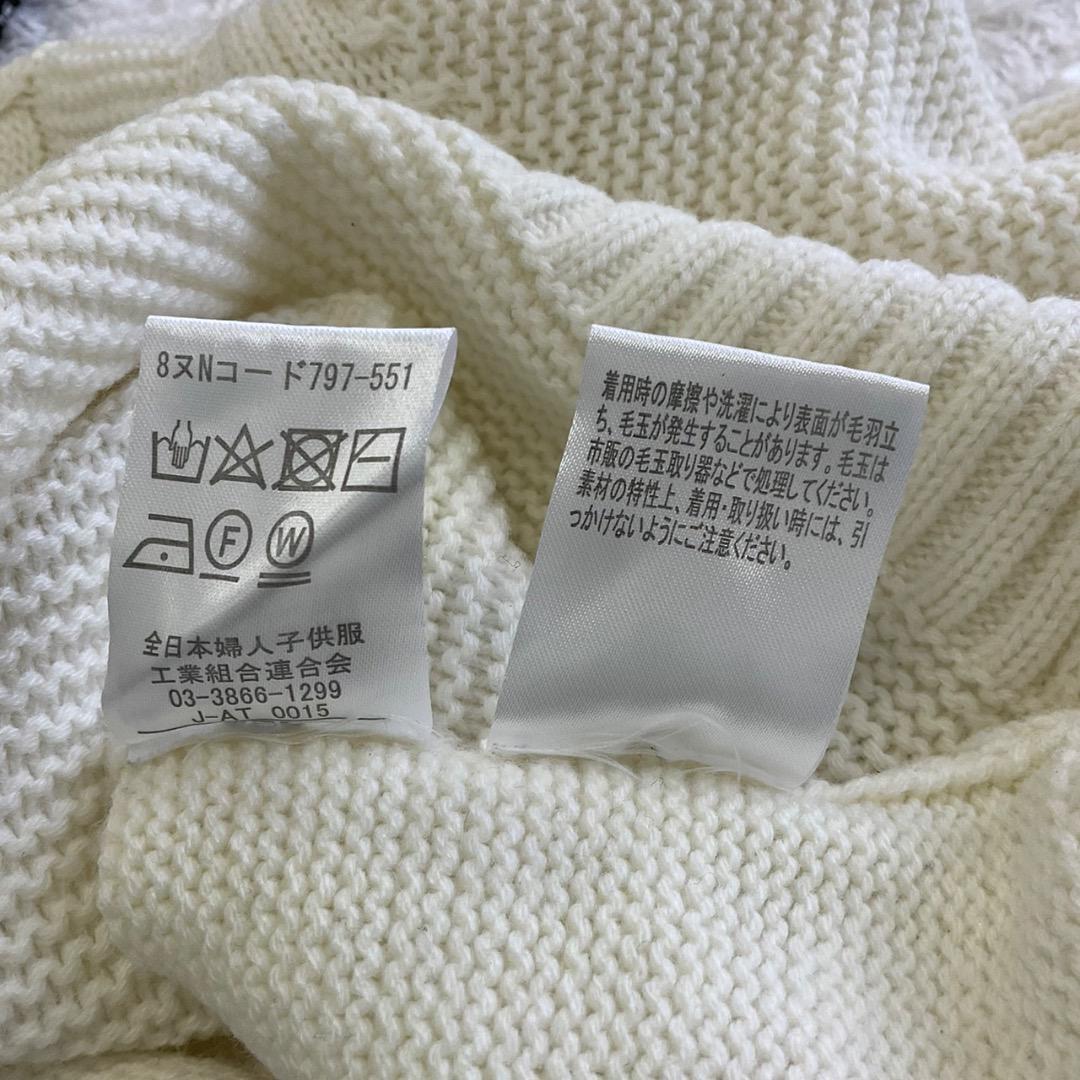 8ヌNコード797-551
F W
全日本婦人子供服
工業組合連合会
03-3866-1299
J-AT 0015
着用時の摩擦や洗濯により表面が毛羽立
ち、毛玉が発生することがあります。毛玉は
市販の毛玉取り器などで処理してください。
素材の特性上、着用・取り扱い時には、引
っかけないようにご注意ください。